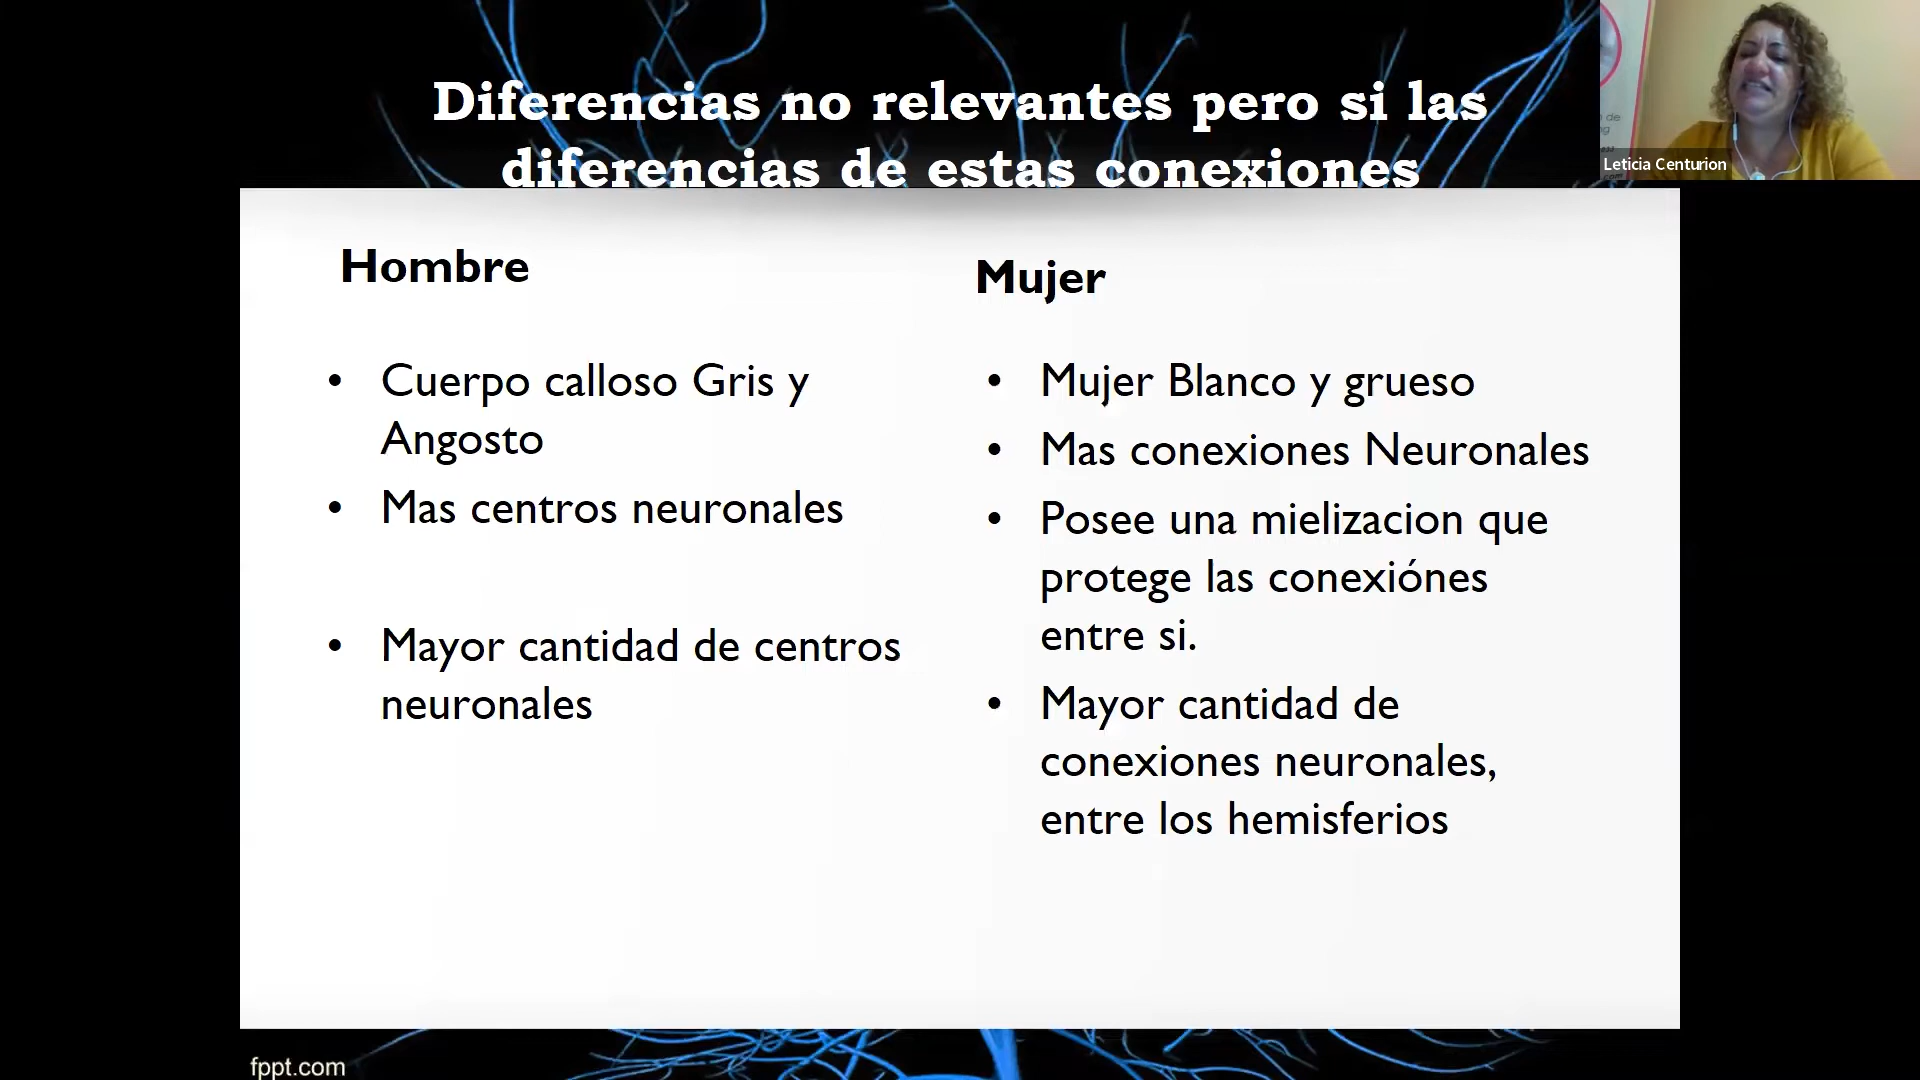 Diferencias no relevantes pero si las
diferencias de estas conexiones
Leticia Centurion
Hombre
• Cuerpo calloso Gris y
Angosto
• Mas centros neuronales
• Mayor cantidad de centros
neuronales
Mujer
• Mujer Blanco y grueso
• Mas conexiones Neuronales
• Posee una mielizacion que
protege las conexiónes
entre si.
• Mayor cantidad de
conexiones neuronales,
entre los hemisferios
fppt.com